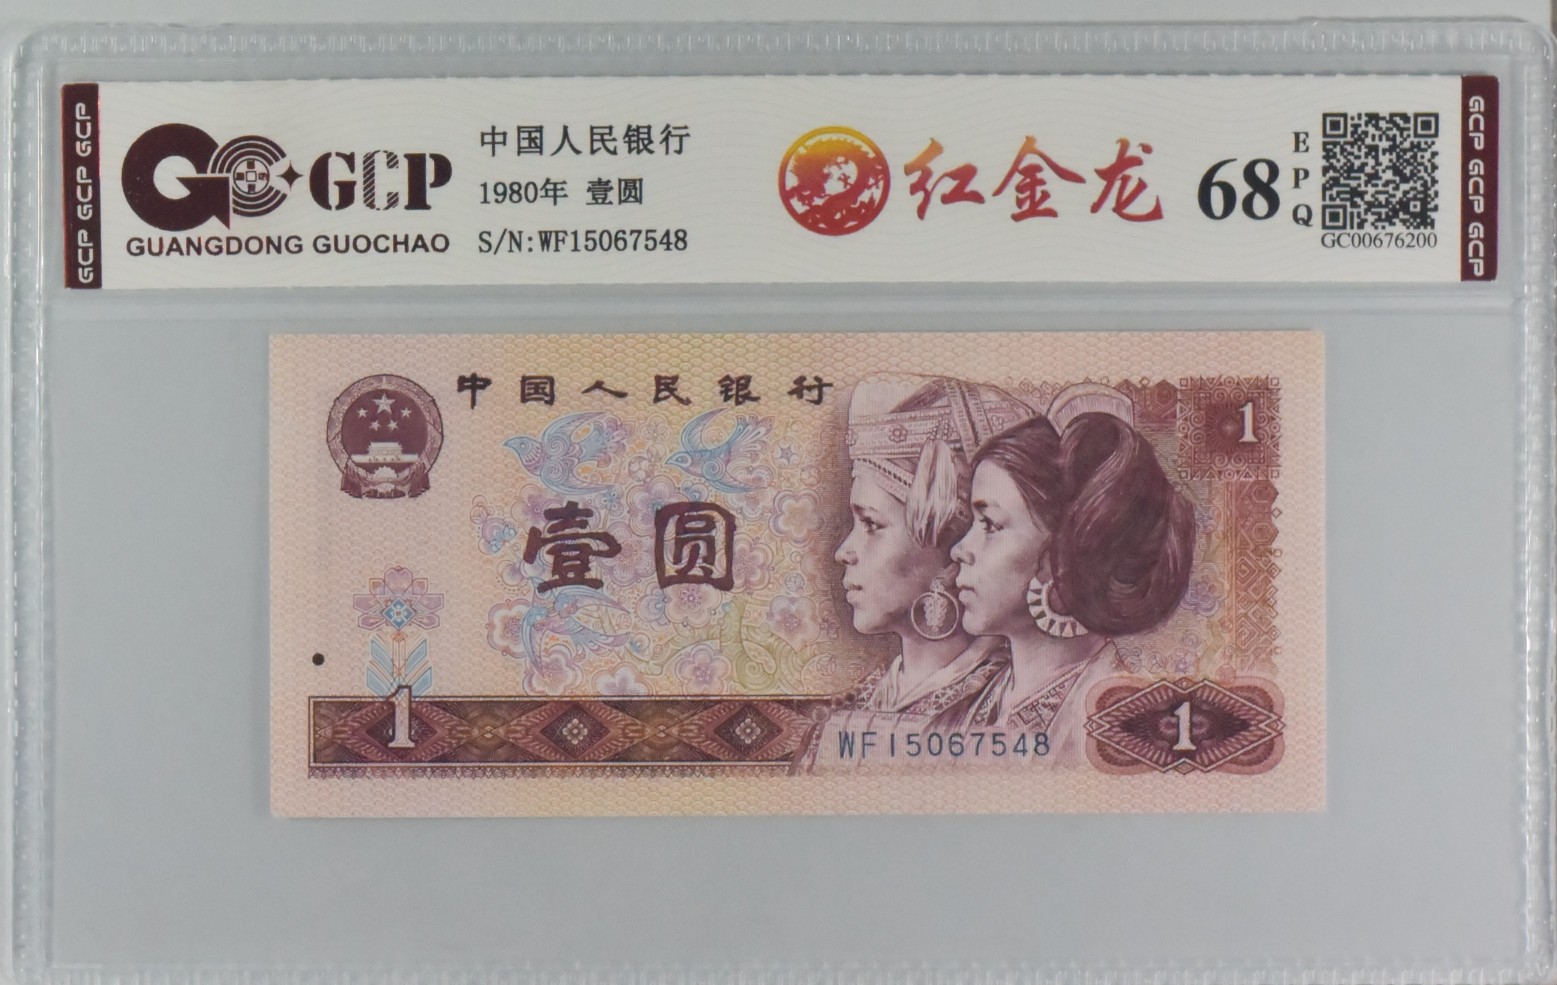 GCP GCP GCP
GCP
GUANGDONG GUOCHAO
中国人民银行
1980年 壹圆
S/N:WF15067548
红金龙
68
EPQ
GC00676200
GCP GCP GCP
中国人民银行
1
壹圆
1
WF15067548
1